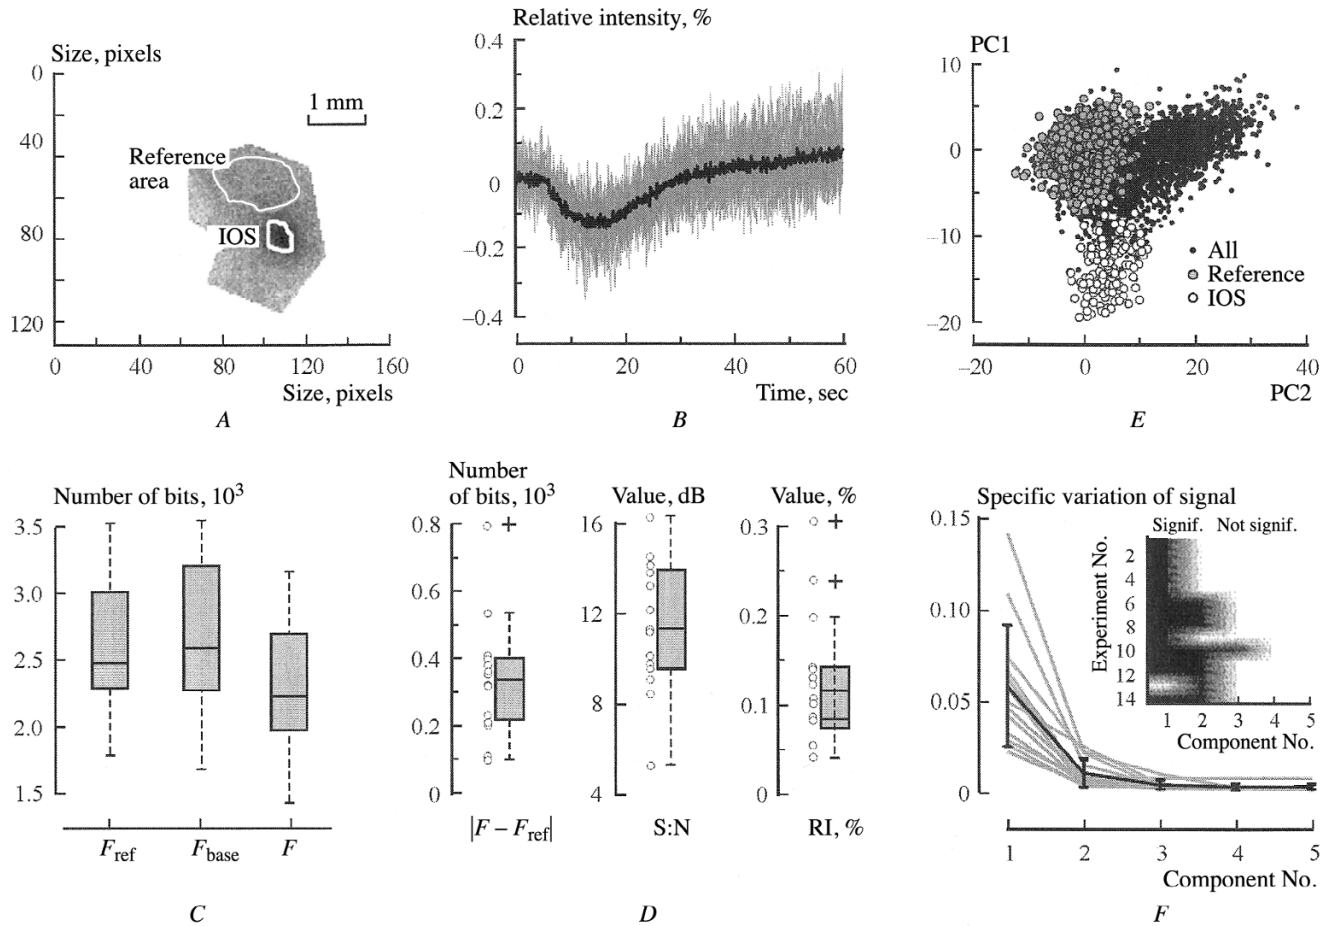 Size, pixels
0
40
80
120
1 mm
Reference
area
IOS
0 40 80 120 160
Size, pixels
A
Relative intensity, %
0.4
0.2
0
–0.2
–0.4
0 20 40 60
Time, sec
B
PC1
10
0
–10
–20
All
Reference
IOS
–20 0 20 40
PC2
E
Number of bits, 10³
3.5
3.0
2.5
2.0
1.5
F_ref F_base F
C
Number
of bits, 10³
0.8
0.6
0.4
0.2
0
|F – F_ref|
Value, dB
16
12
8
4
S:N
Value, %
0.3
0.2
0.1
0
RI, %
D
Specific variation of signal
0.15
0.10
0.05
0
Signif. Not signif.
Experiment No.
2
4
6
8
10
12
14
1 2 3 4 5
Component No.
1 2 3 4 5
Component No.
F